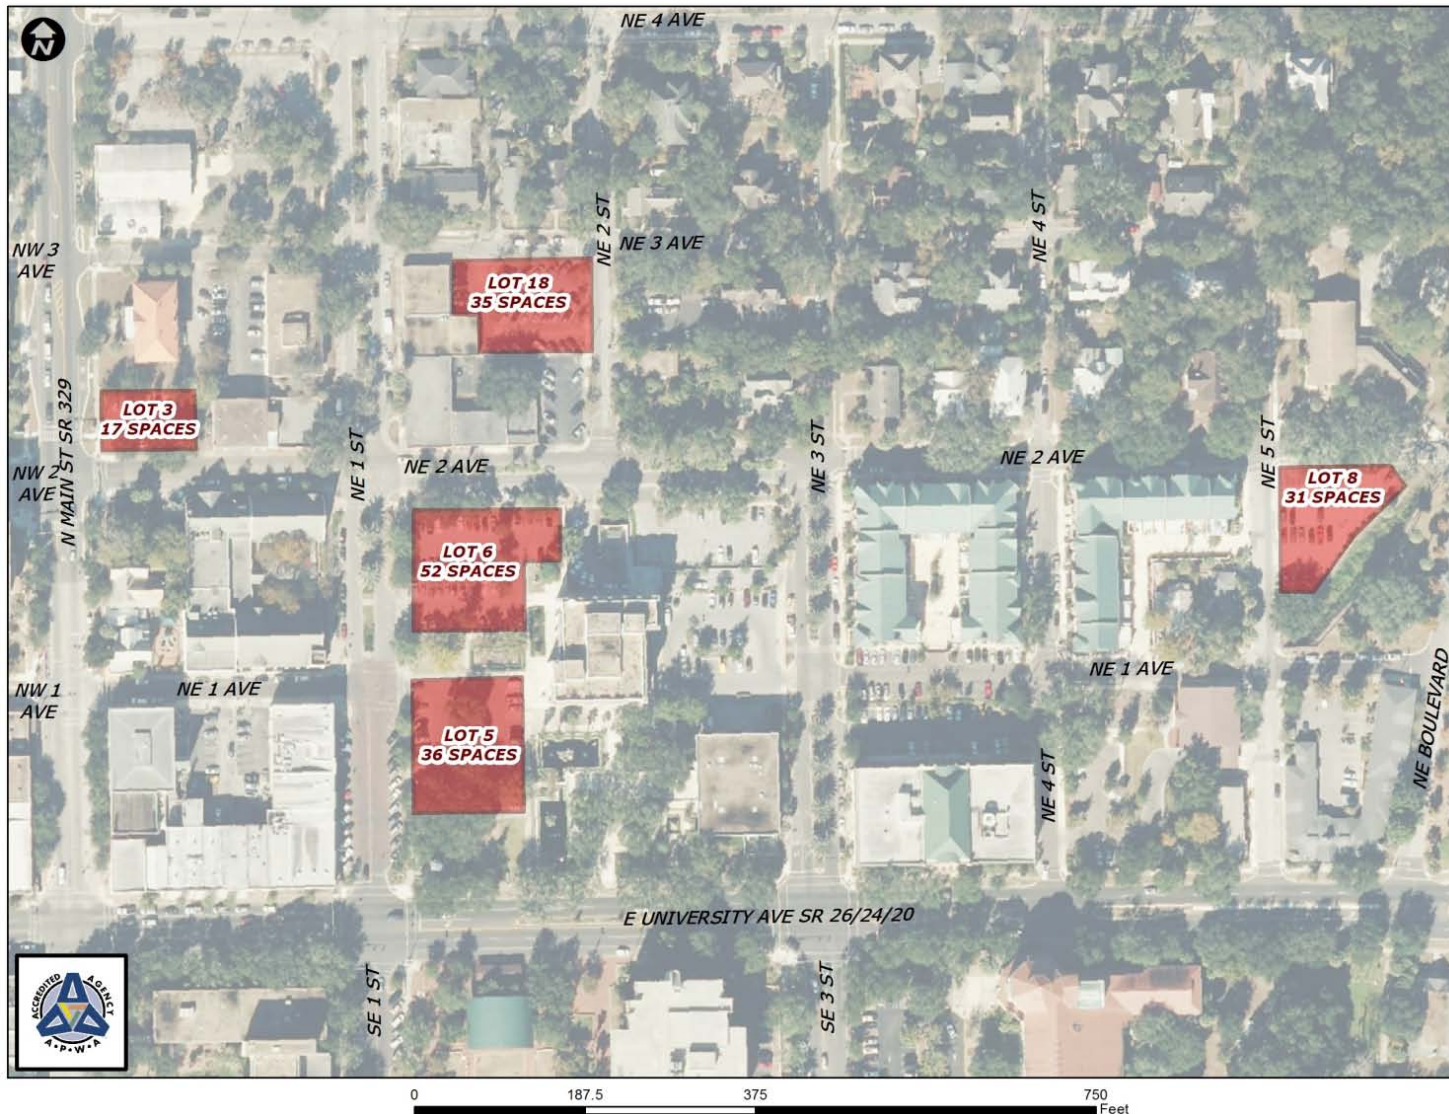 N
NE 4 AVE
NW 3
AVE
NE 2 ST
NE 3 AVE
NE 4 ST
LOT 18
35 SPACES
LOT 3
17 SPACES
N MAIN ST SR 329
NW 2
AVE
NE 1 ST
NE 2 AVE
NE 3 ST
NE 2 AVE
NE 5 ST
LOT 8
31 SPACES
LOT 6
52 SPACES
NW 1
AVE
NE 1 AVE
NE 1 AVE
NE BOULEVARD
LOT 5
36 SPACES
NE 4 ST
E UNIVERSITY AVE SR 26/24/20
SE 1 ST
SE 3 ST
ACCREDITED AGENCY
A•P•W•A
0 187.5 375 750
Feet